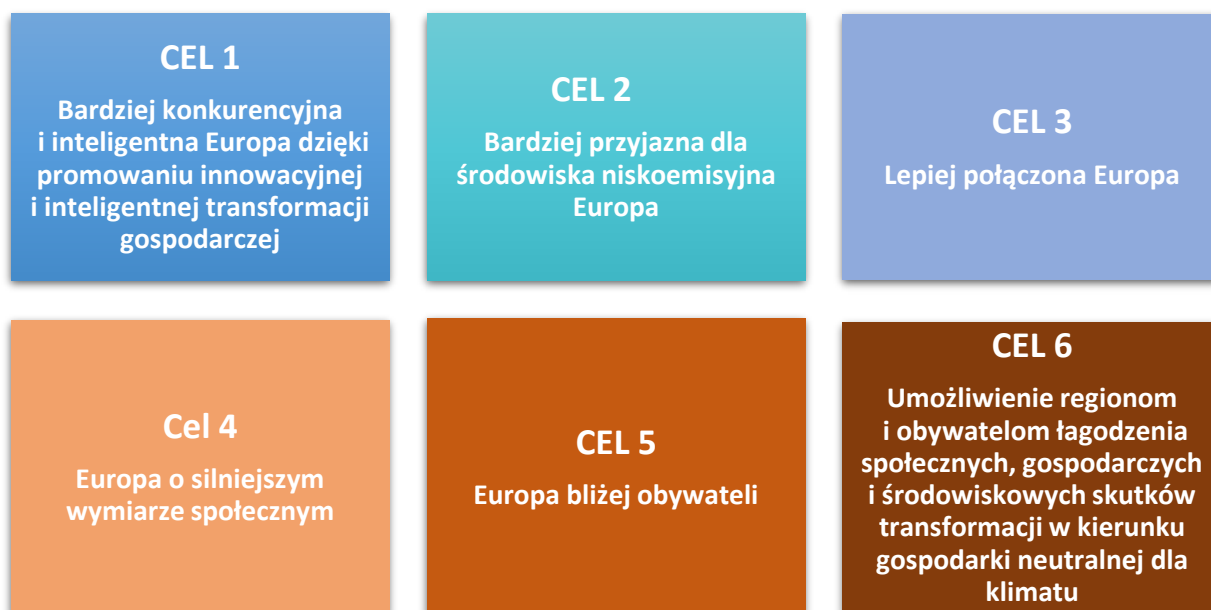 CEL 1
Bardziej konkurencyjna
i inteligentna Europa dzięki
promowaniu innowacyjnej
i inteligentnej transformacji
gospodarczej
CEL 2
Bardziej przyjazna dla
środowiska niskoemisyjna
Europa
CEL 3
Lepiej połączona Europa
Cel 4
Europa o silniejszym
wymiarze społecznym
CEL 5
Europa bliżej obywateli
CEL 6
Umożliwienie regionom
i obywatelom łagodzenia
społecznych, gospodarczych
i środowiskowych skutków
transformacji w kierunku
gospodarki neutralnej dla
klimatu